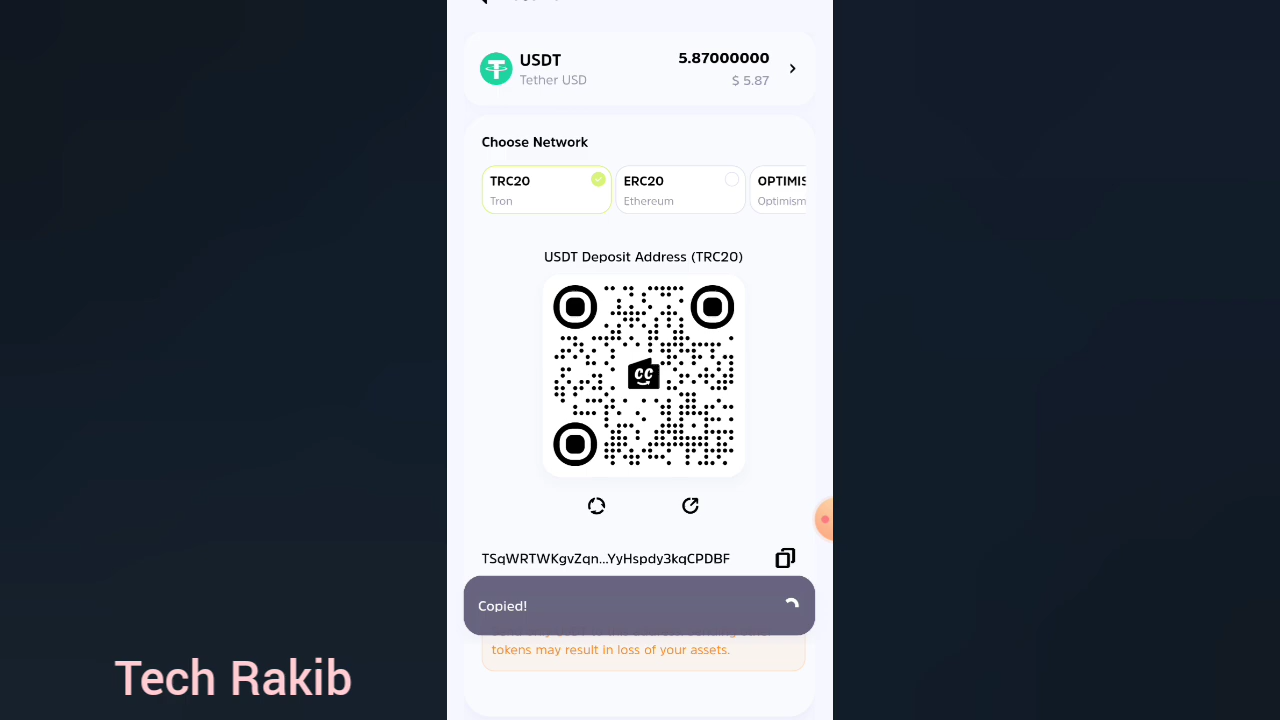 USDT
5.87000000
Tether USD
$ 5.87
Choose Network
TRC20
ERC20
OPTIMIS
Tron
Ethereum
Optimism
USDT Deposit Address (TRC20)
cc
TSqWRTWKgvZqn...YyHspdy3kqCPDBF
Copied!
tokens may result in loss of your assets.
Tech Rakib